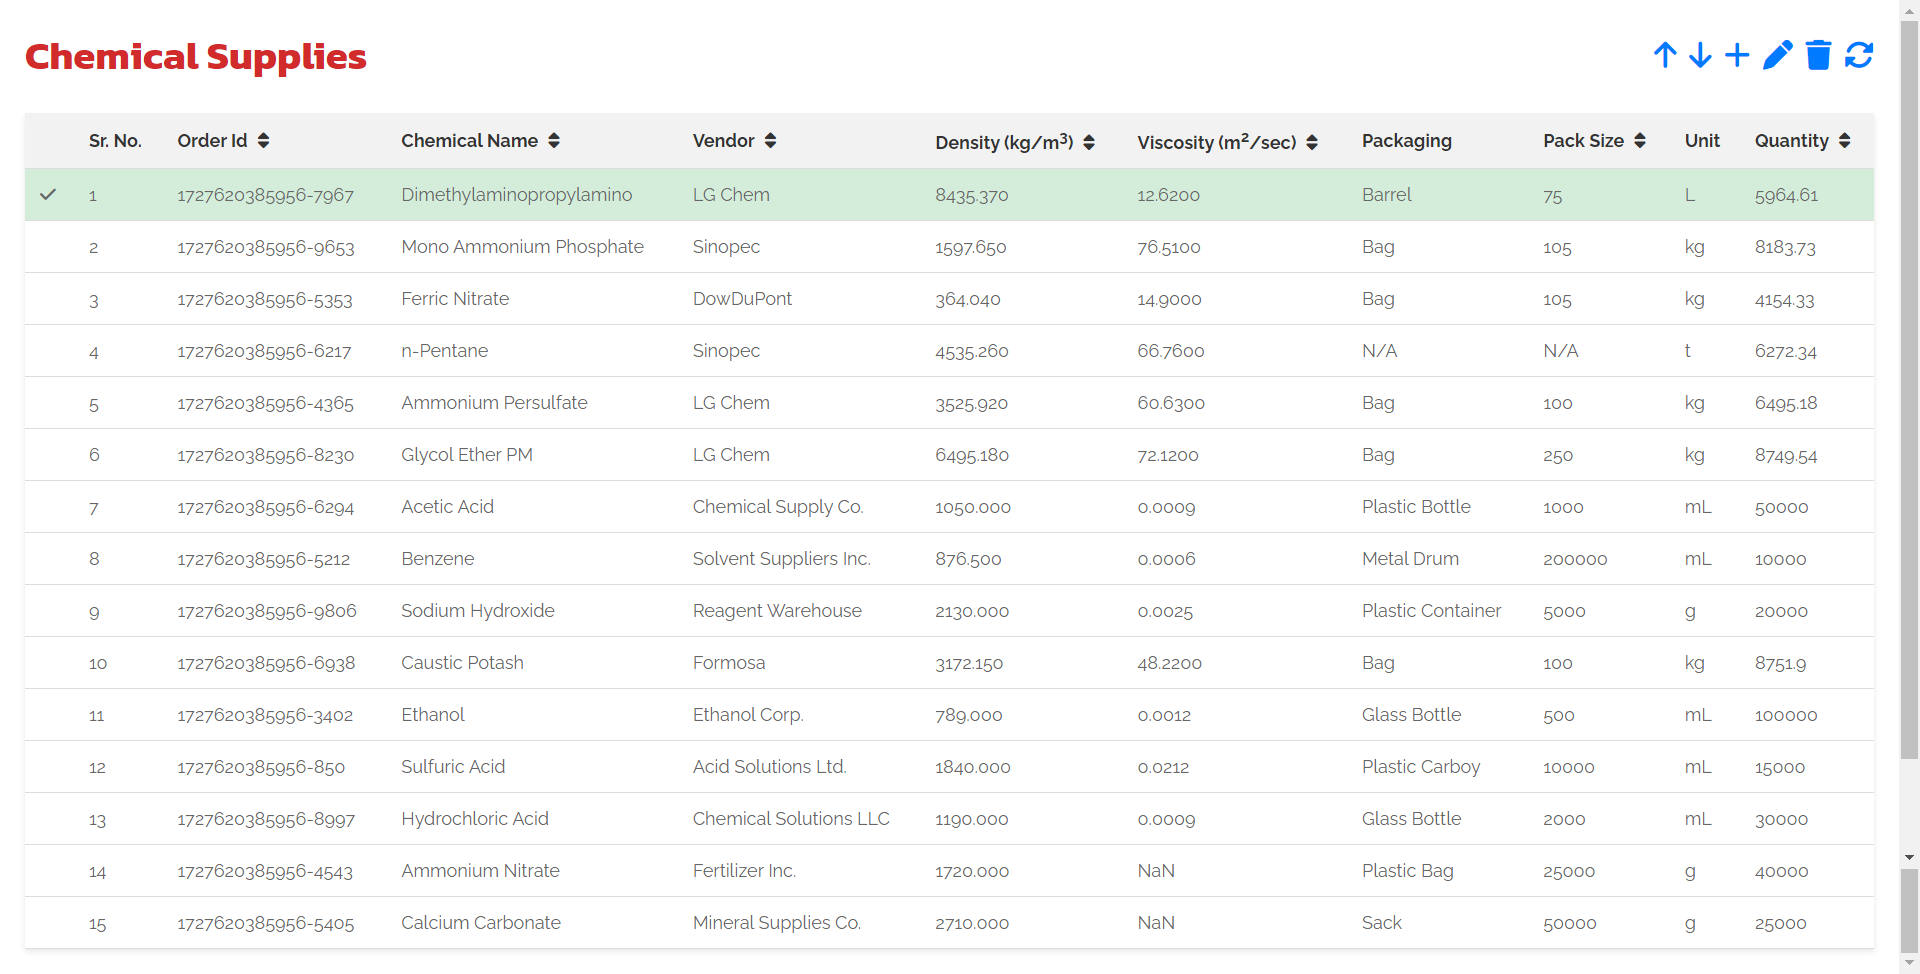 Chemical Supplies
Sr. No. Order Id Chemical Name Vendor Density (kg/m³) Viscosity (m²/sec) Packaging Pack Size Unit Quantity
1 1727620385956-7967 Dimethylaminopropylamino LG Chem 8435.370 12.6200 Barrel 75 L 5964.61
2 1727620385956-9653 Mono Ammonium Phosphate Sinopec 1597.650 76.5100 Bag 105 kg 8183.73
3 1727620385956-5353 Ferric Nitrate DowDuPont 364.040 14.9000 Bag 105 kg 4154.33
4 1727620385956-6217 n-Pentane Sinopec 4535.260 66.7600 N/A N/A t 6272.34
5 1727620385956-4365 Ammonium Persulfate LG Chem 3525.920 60.6300 Bag 100 kg 6495.18
6 1727620385956-8230 Glycol Ether PM LG Chem 6495.180 72.1200 Bag 250 kg 8749.54
7 1727620385956-6294 Acetic Acid Chemical Supply Co. 1050.000 0.0009 Plastic Bottle 1000 mL 50000
8 1727620385956-5212 Benzene Solvent Suppliers Inc. 876.500 0.0006 Metal Drum 200000 mL 10000
9 1727620385956-9806 Sodium Hydroxide Reagent Warehouse 2130.000 0.0025 Plastic Container 5000 g 20000
10 1727620385956-6938 Caustic Potash Formosa 3172.150 48.2200 Bag 100 kg 8751.9
11 1727620385956-3402 Ethanol Ethanol Corp. 789.000 0.0012 Glass Bottle 500 mL 100000
12 1727620385956-850 Sulfuric Acid Acid Solutions Ltd. 1840.000 0.0212 Plastic Carboy 10000 mL 15000
13 1727620385956-8997 Hydrochloric Acid Chemical Solutions LLC 1190.000 0.0009 Glass Bottle 2000 mL 30000
14 1727620385956-4543 Ammonium Nitrate Fertilizer Inc. 1720.000 NaN Plastic Bag 25000 g 40000
15 1727620385956-5405 Calcium Carbonate Mineral Supplies Co. 2710.000 NaN Sack 50000 g 25000